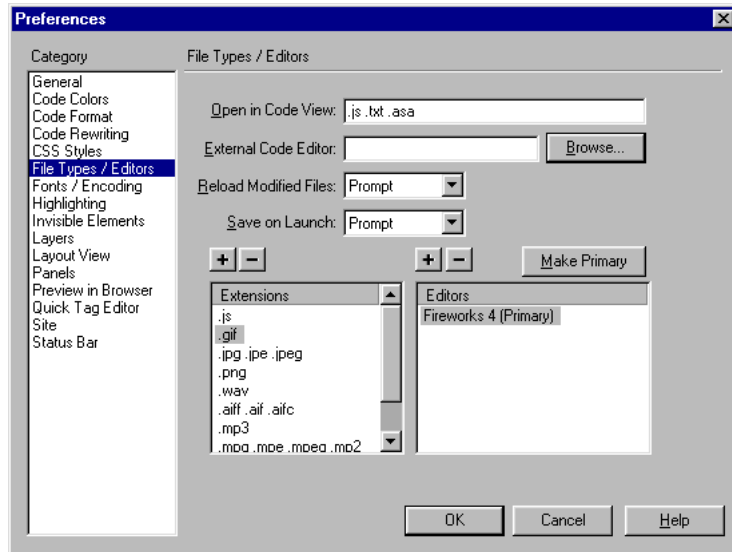 Preferences
Category
General
Code Colors
Code Format
Code Rewriting
CSS Styles
File Types / Editors
Fonts / Encoding
Highlighting
Invisible Elements
Layers
Layout View
Panels
Preview in Browser
Quick Tag Editor
Site
Status Bar
File Types / Editors
Open in Code View: .js .txt .asa
External Code Editor: Browse...
Reload Modified Files: Prompt
Save on Launch: Prompt
+ − + − Make Primary
Extensions
.js
.gif
.jpg .jpe .jpeg
.png
.wav
.aiff .aif .aifc
.mp3
.mpg .mpe .mpeg .mp2
Editors
Fireworks 4 (Primary)
OK Cancel Help